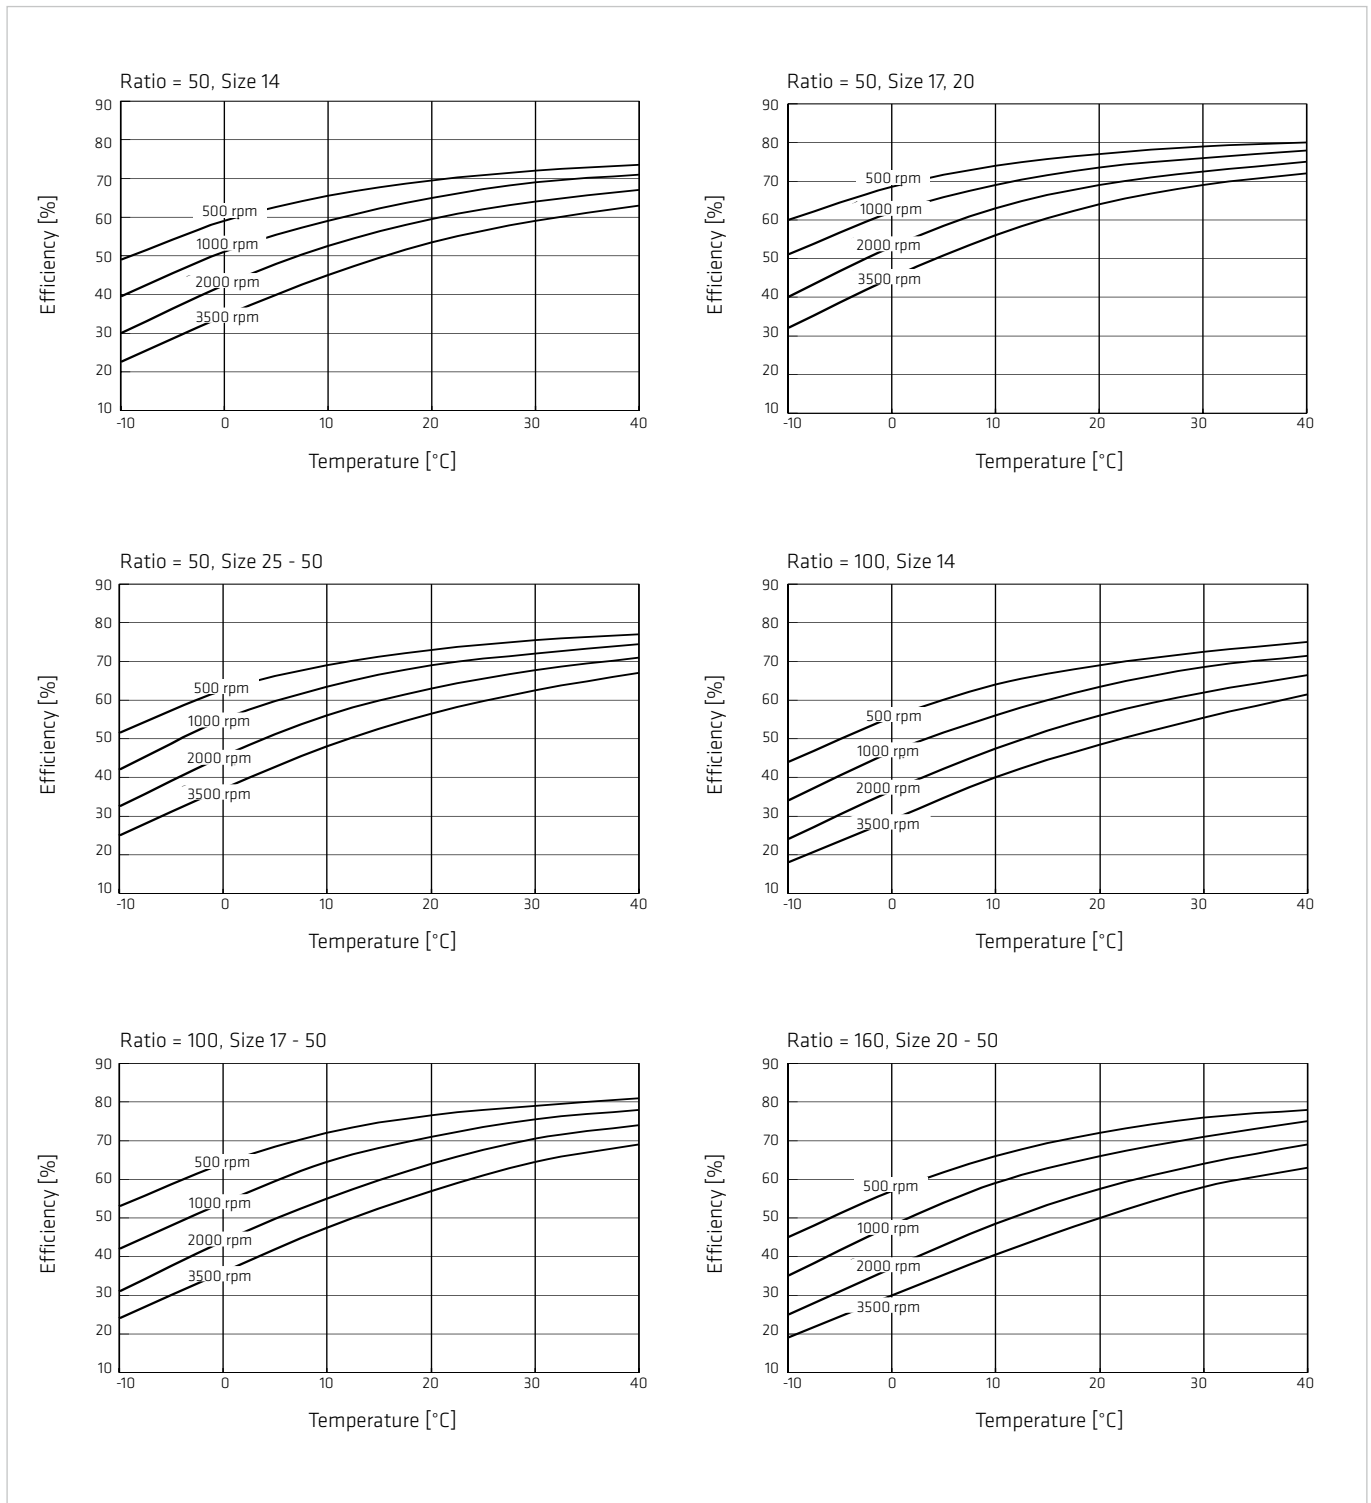 Ratio = 50, Size 14
90
80
70
60
50
40
30
20
10
Efficiency [%]
500 rpm
1000 rpm
2000 rpm
3500 rpm
-10 0 10 20 30 40
Temperature [°C]
Ratio = 50, Size 17, 20
90
80
70
60
50
40
30
20
10
Efficiency [%]
500 rpm
1000 rpm
2000 rpm
3500 rpm
-10 0 10 20 30 40
Temperature [°C]
Ratio = 50, Size 25 - 50
90
80
70
60
50
40
30
20
10
Efficiency [%]
500 rpm
1000 rpm
2000 rpm
3500 rpm
-10 0 10 20 30 40
Temperature [°C]
Ratio = 100, Size 14
90
80
70
60
50
40
30
20
10
Efficiency [%]
500 rpm
1000 rpm
2000 rpm
3500 rpm
-10 0 10 20 30 40
Temperature [°C]
Ratio = 100, Size 17 - 50
90
80
70
60
50
40
30
20
10
Efficiency [%]
500 rpm
1000 rpm
2000 rpm
3500 rpm
-10 0 10 20 30 40
Temperature [°C]
Ratio = 160, Size 20 - 50
90
80
70
60
50
40
30
20
10
Efficiency [%]
500 rpm
1000 rpm
2000 rpm
3500 rpm
-10 0 10 20 30 40
Temperature [°C]